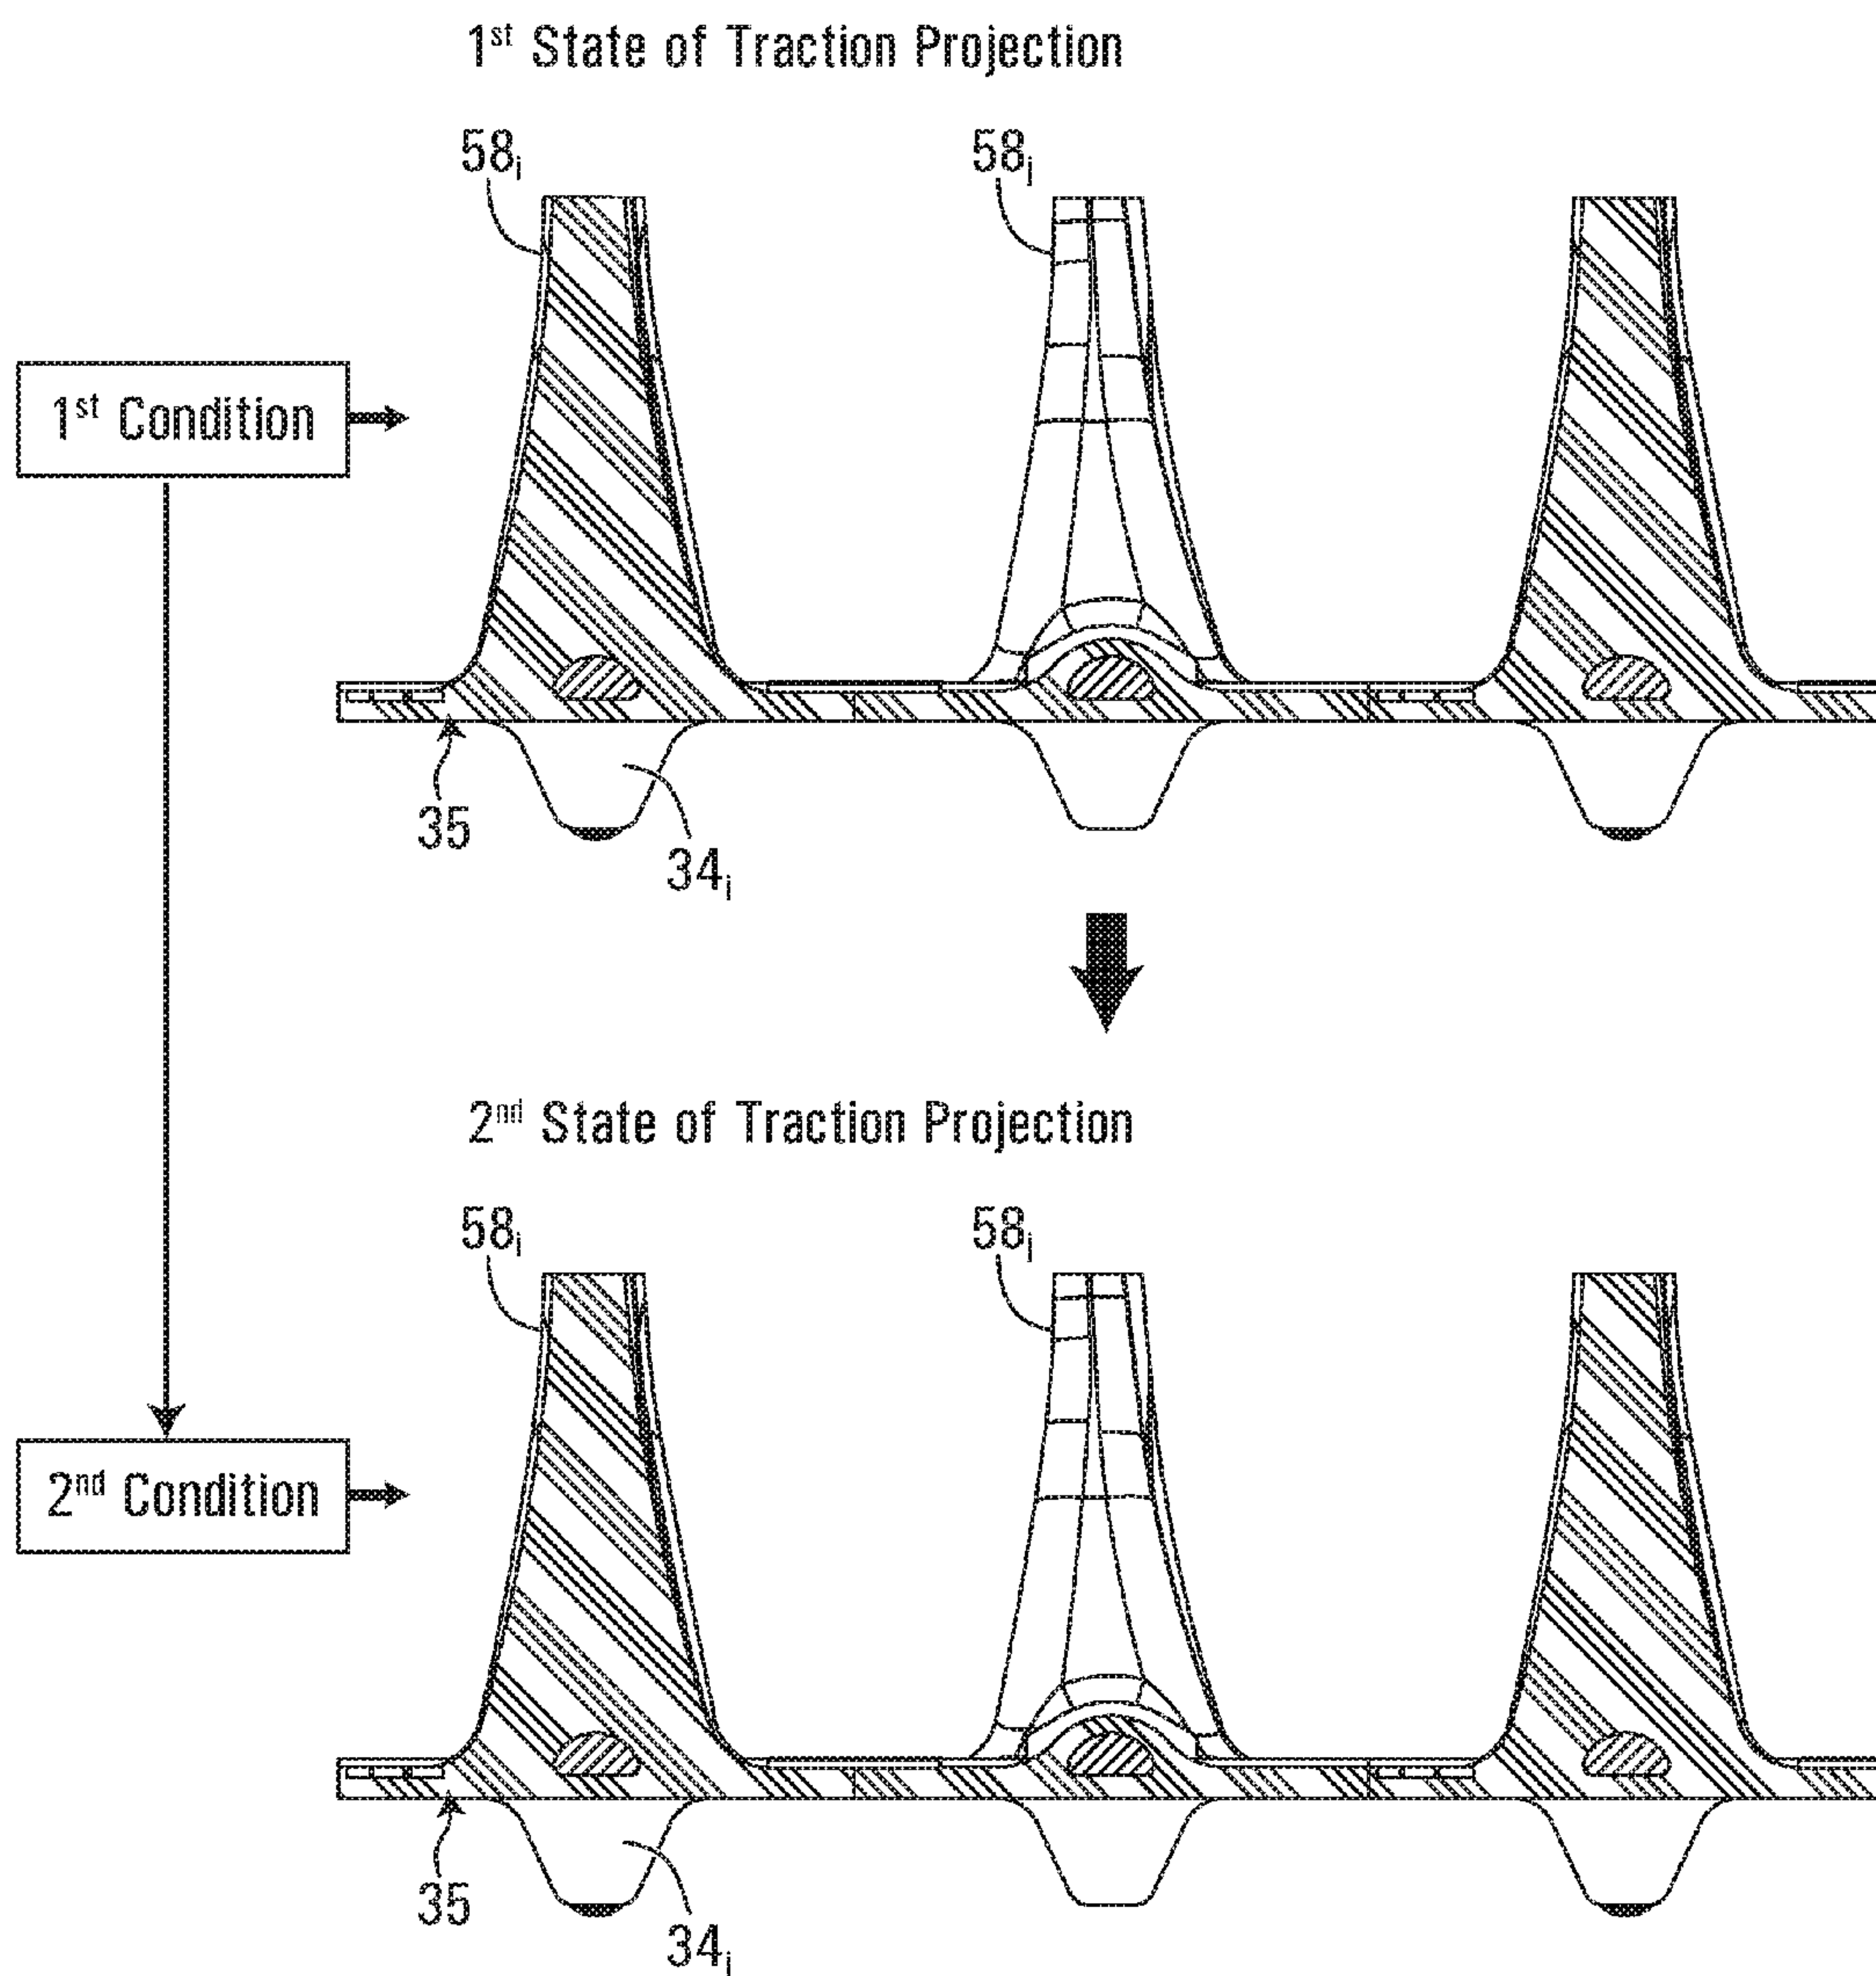 1st State of Traction Projection
58i 58j
1st Condition
35
34i
2nd State of Traction Projection
58i 58j
2nd Condition
35
34i